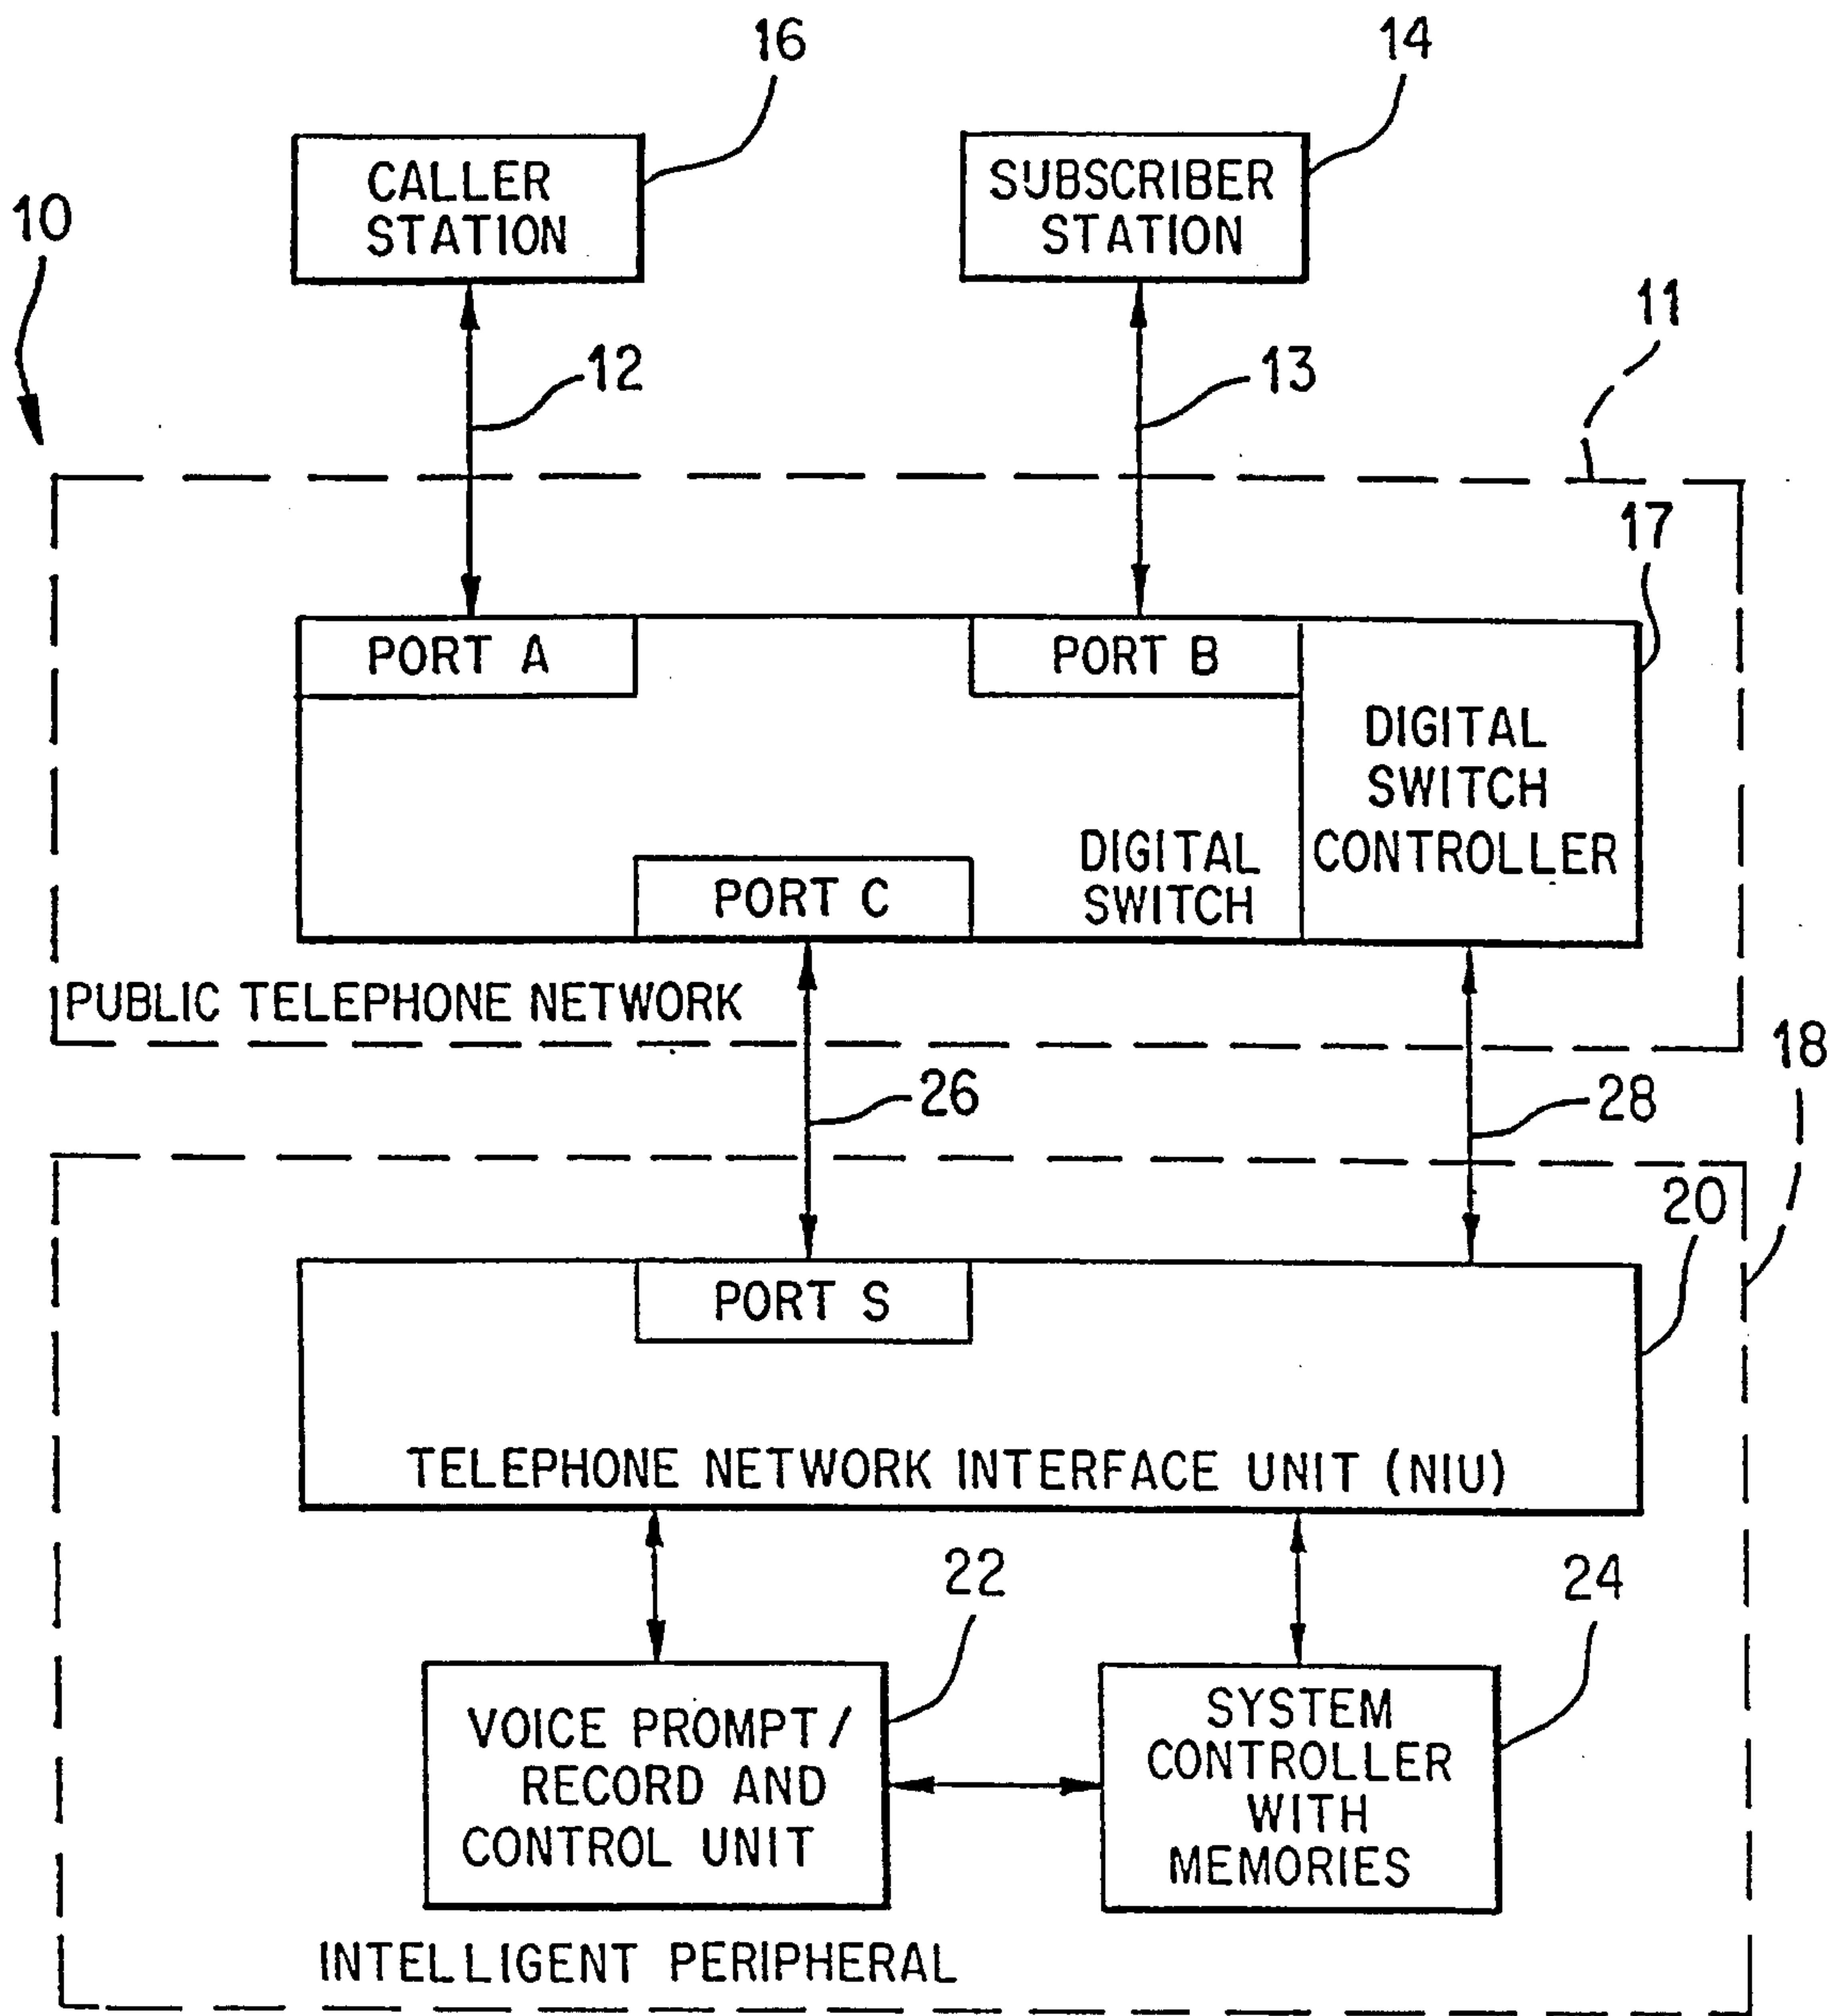 16
14
CALLER
STATION
SUBSCRIBER
STATION
10
11
12
13
17
PORT A
PORT B
DIGITAL
SWITCH
CONTROLLER
DIGITAL
SWITCH
PORT C
PUBLIC TELEPHONE NETWORK
18
26
28
20
PORT S
TELEPHONE NETWORK INTERFACE UNIT (NIU)
22
24
VOICE PROMPT/
RECORD AND
CONTROL UNIT
SYSTEM
CONTROLLER
WITH
MEMORIES
INTELLIGENT PERIPHERAL